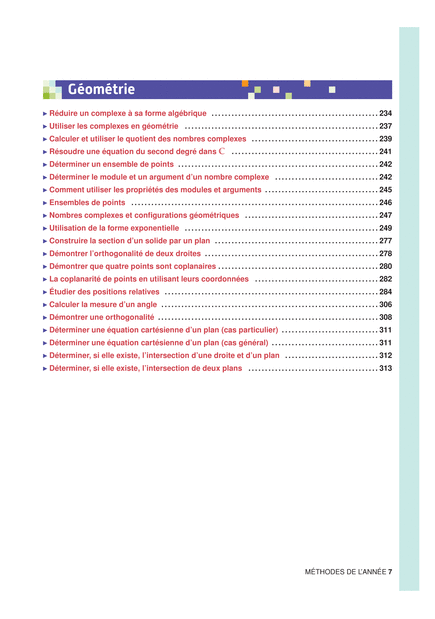 Géométrie
▶ Réduire un complexe à sa forme algébrique ........ 234
▶ Utiliser les complexes en géométrie ........ 237
▶ Calculer et utiliser le quotient des nombres complexes ........ 239
▶ Résoudre une équation du second degré dans ℂ ........ 241
▶ Déterminer un ensemble de points ........ 242
▶ Déterminer le module et un argument d'un nombre complexe ........ 242
▶ Comment utiliser les propriétés des modules et arguments ........ 245
▶ Ensembles de points ........ 246
▶ Nombres complexes et configurations géométriques ........ 247
▶ Utilisation de la forme exponentielle ........ 249
▶ Construire la section d'un solide par un plan ........ 277
▶ Démontrer l'orthogonalité de deux droites ........ 278
▶ Démontrer que quatre points sont coplanaires ........ 280
▶ La coplanarité de points en utilisant leurs coordonnées ........ 282
▶ Étudier des positions relatives ........ 284
▶ Calculer la mesure d'un angle ........ 306
▶ Démontrer une orthogonalité ........ 308
▶ Déterminer une équation cartésienne d'un plan (cas particulier) ........ 311
▶ Déterminer une équation cartésienne d'un plan (cas général) ........ 311
▶ Déterminer, si elle existe, l'intersection d'une droite et d'un plan ........ 312
▶ Déterminer, si elle existe, l'intersection de deux plans ........ 313
MÉTHODES DE L'ANNÉE 7